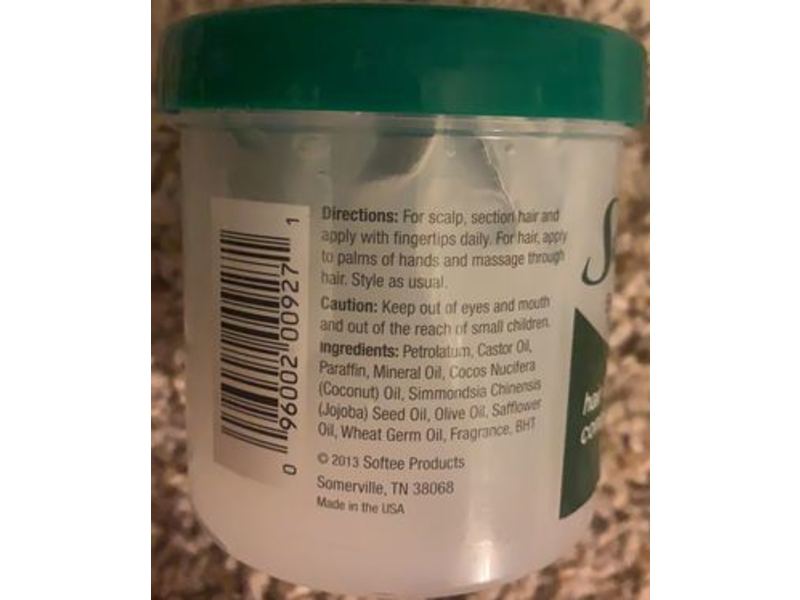 Directions: For scalp, section hair and
apply with fingertips daily. For hair, apply
to palms of hands and massage through
hair. Style as usual.
Caution: Keep out of eyes and mouth
and out of the reach of small children.
Ingredients: Petrolatum, Castor Oil,
Paraffin, Mineral Oil, Cocos Nucifera
(Coconut) Oil, Simmondsia Chinensis
(Jojoba) Seed Oil, Olive Oil, Safflower
Oil, Wheat Germ Oil, Fragrance, BHT
© 2013 Softee Products
Somerville, TN 38068
Made in the USA
0 96002 00927 1
S
hai
con